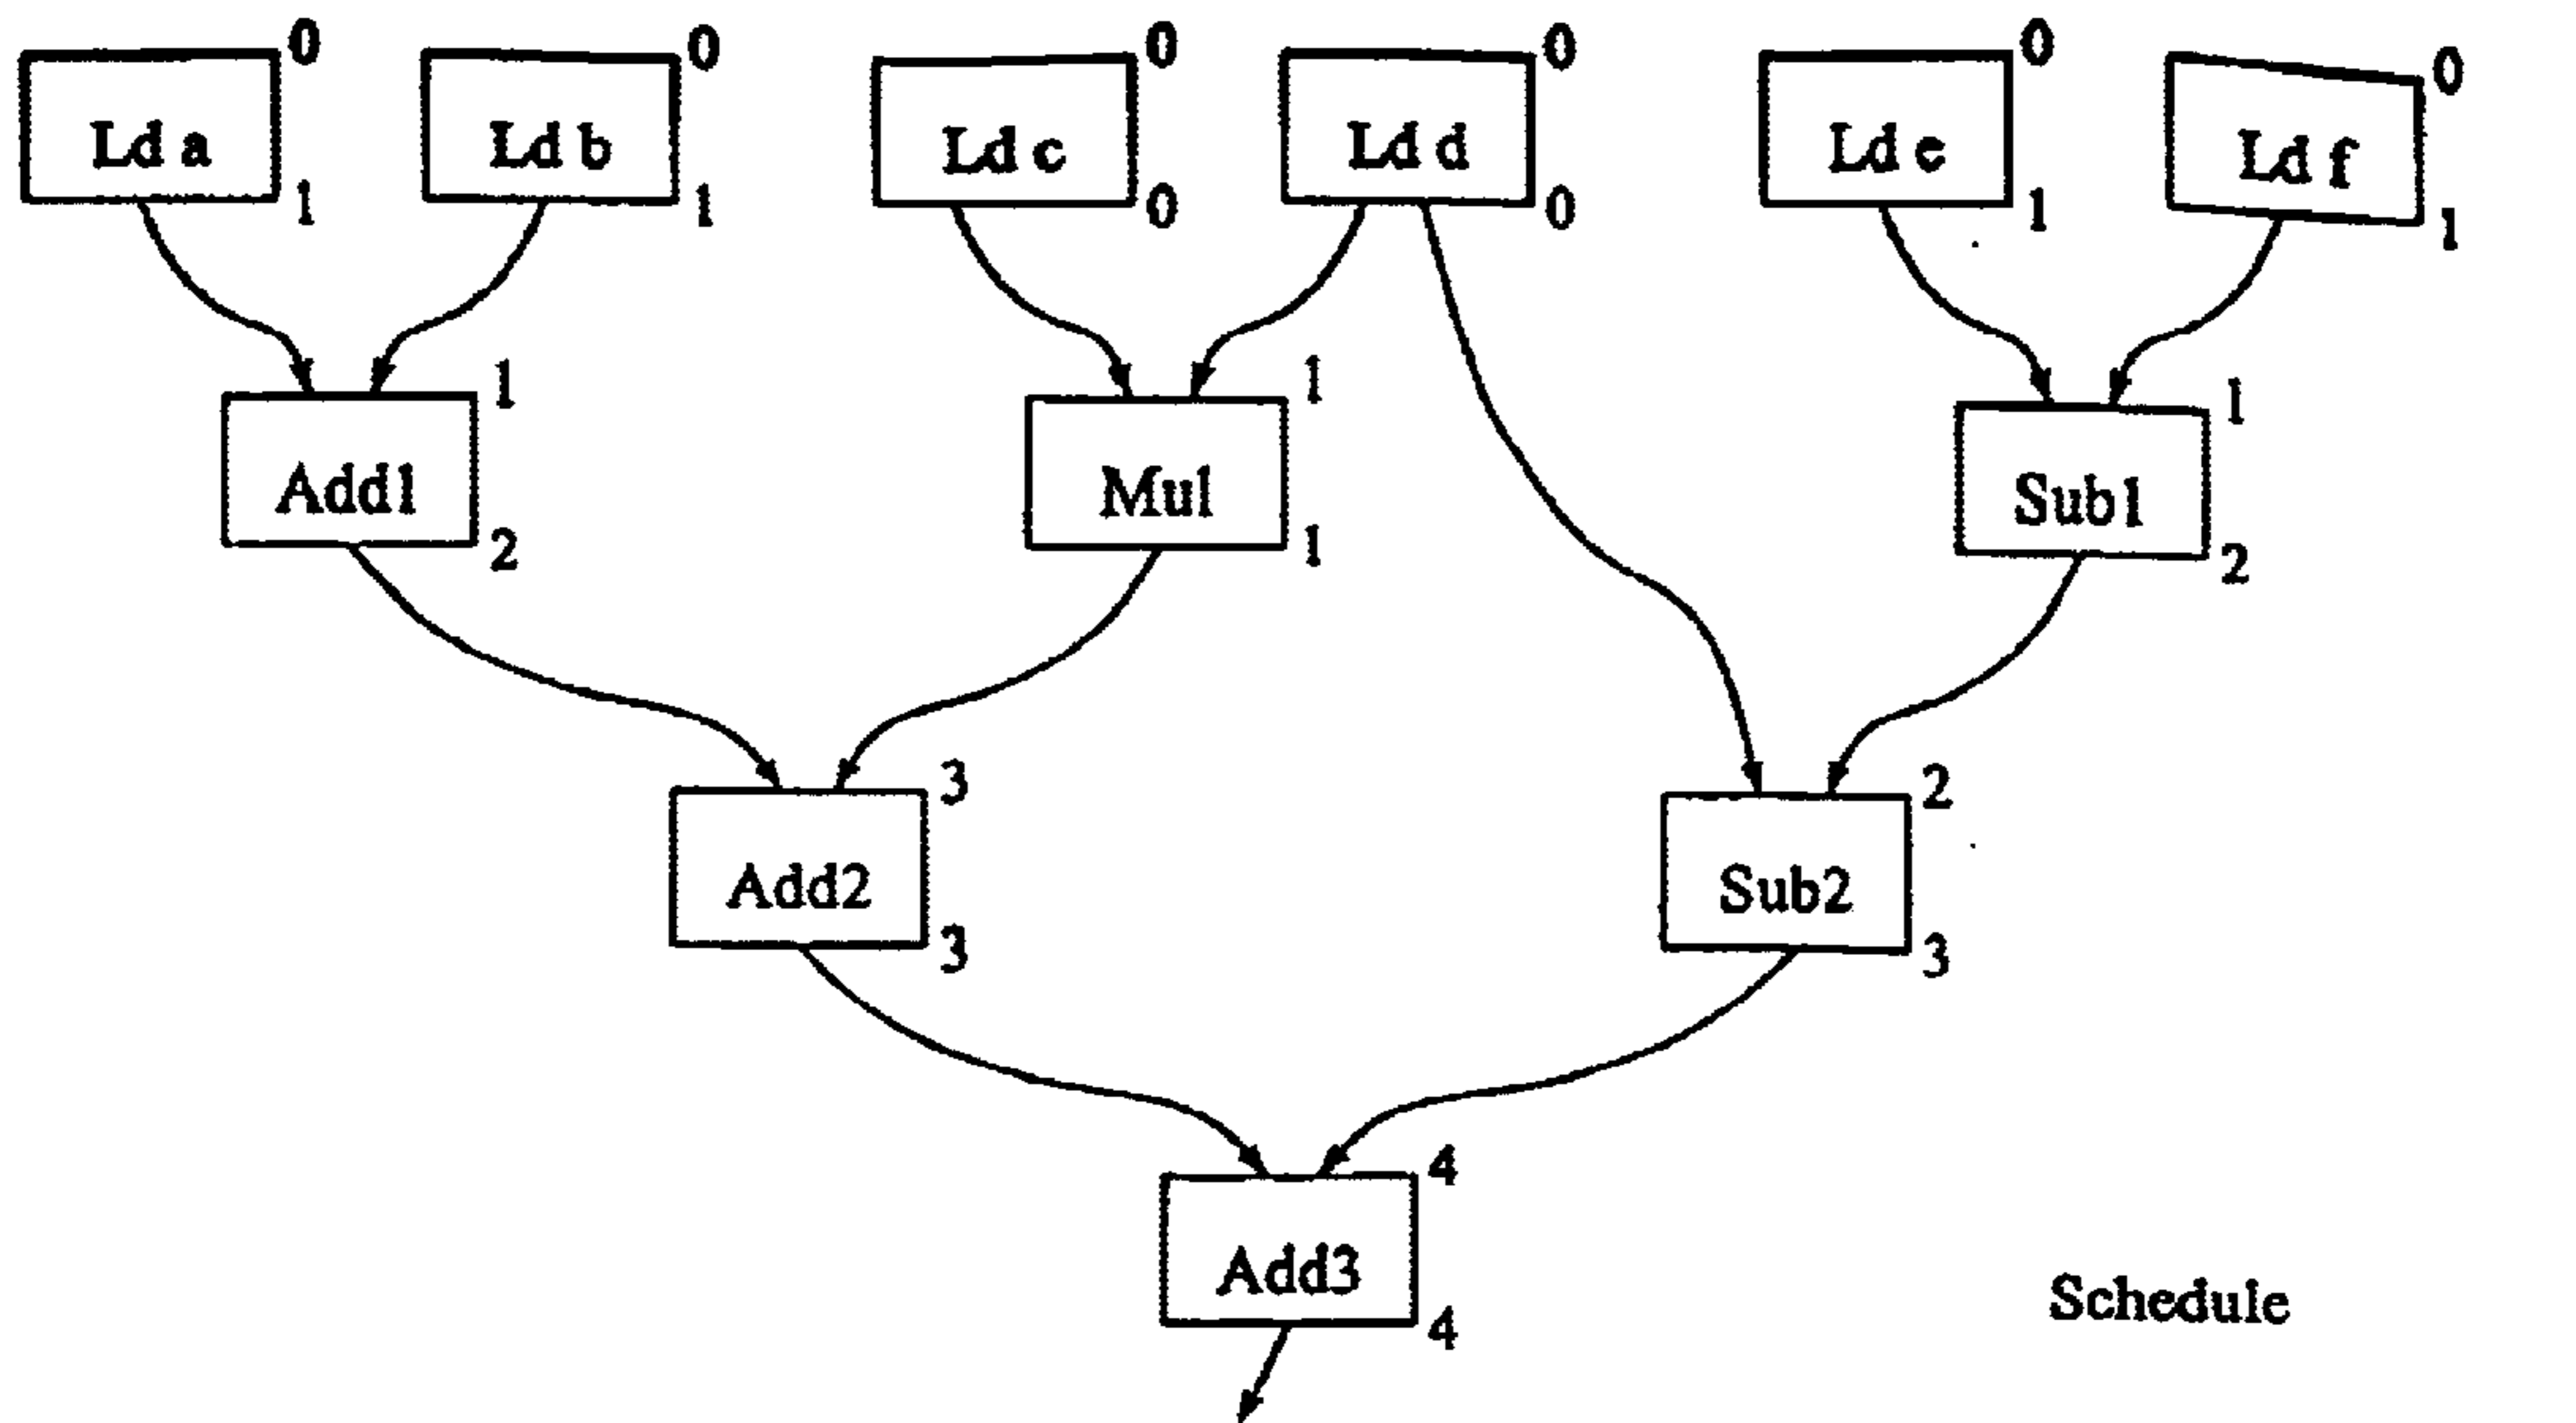 0 0 0 0 0 0
Ld a Ld b Ld c Ld d Ld e Ld f
1 1 0 0 1 1
1 1 1
Add1 Mul Sub1
2 1 2
3 2
Add2 Sub2
3 3
4
Add3
4
Schedule